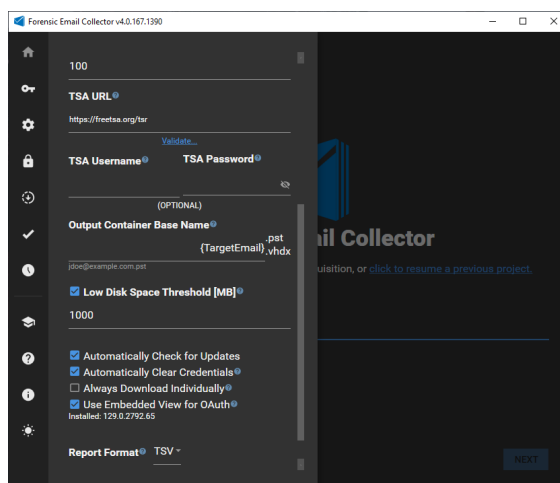 Forensic Email Collector v4.0.167.1390
100
TSA URL
https://freetsa.org/tsr
Validate...
TSA Username TSA Password
(OPTIONAL)
Output Container Base Name
{TargetEmail} .pst
.vhdx
jdoe@example.com.pst
Low Disk Space Threshold [MB]
1000
Automatically Check for Updates
Automatically Clear Credentials
Always Download Individually
Use Embedded View for OAuth
Installed: 129.0.2792.65
Report Format TSV
ail Collector
uisition, or click to resume a previous project.
NEXT